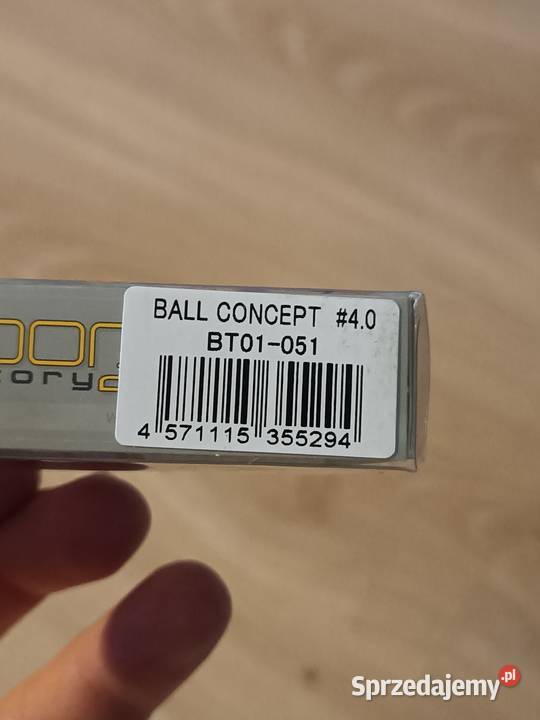 BALL CONCEPT #4.0
BT01-051
4 571115 355294
Sprzedajemy.pl